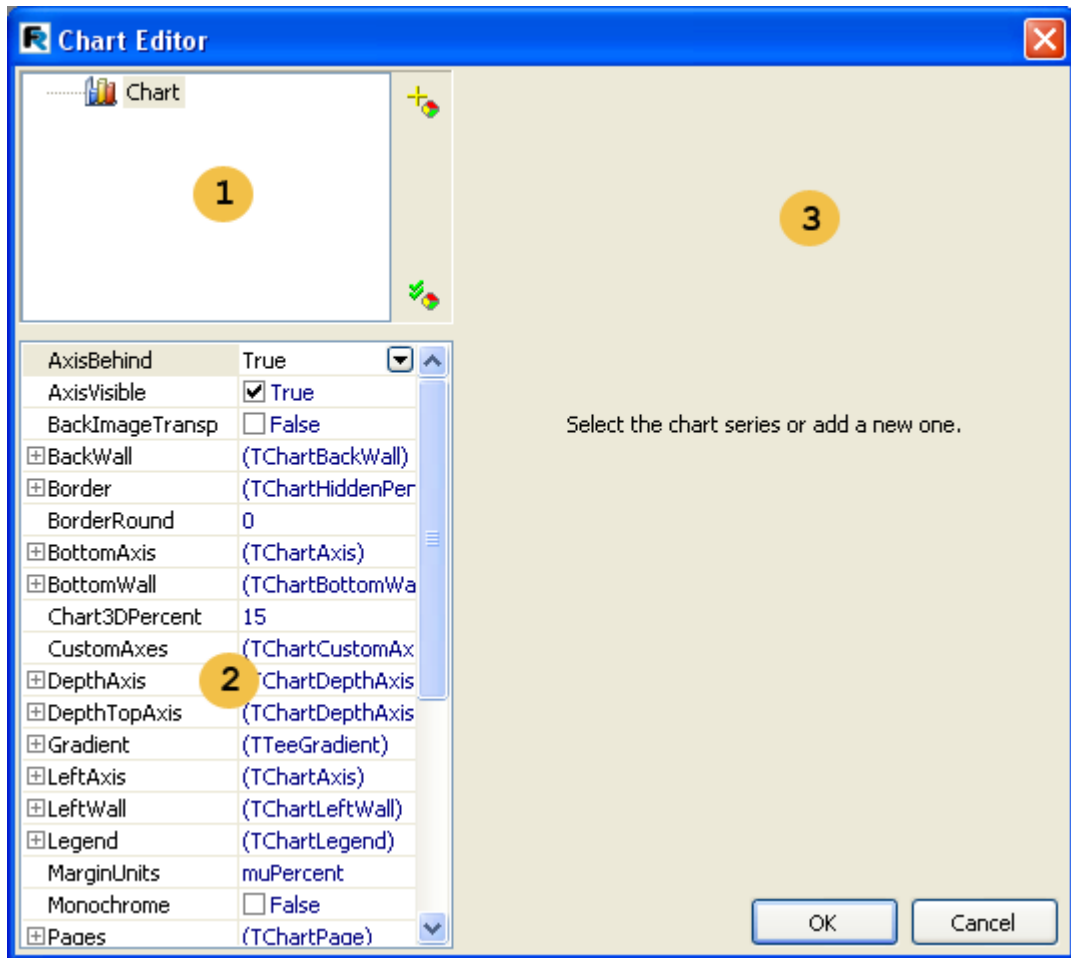 Chart Editor
Chart
1
3
AxisBehind True
AxisVisible True
BackImageTransp False
Select the chart series or add a new one.
BackWall (TChartBackWall)
Border (THiddenPer
BorderRound 0
BottomAxis (TChartAxis)
BottomWall (TChartBottomWa
Chart3DPercent 15
CustomAxes (TChartCustomAx
DepthAxis 2 TChartDepthAxis
DepthTopAxis (TChartDepthAxis
Gradient (TTeeGradient)
LeftAxis (TChartAxis)
LeftWall (TChartLeftWall)
Legend (TChartLegend)
MarginUnits muPercent
Monochrome False
Pages (TChartPage)
OK Cancel